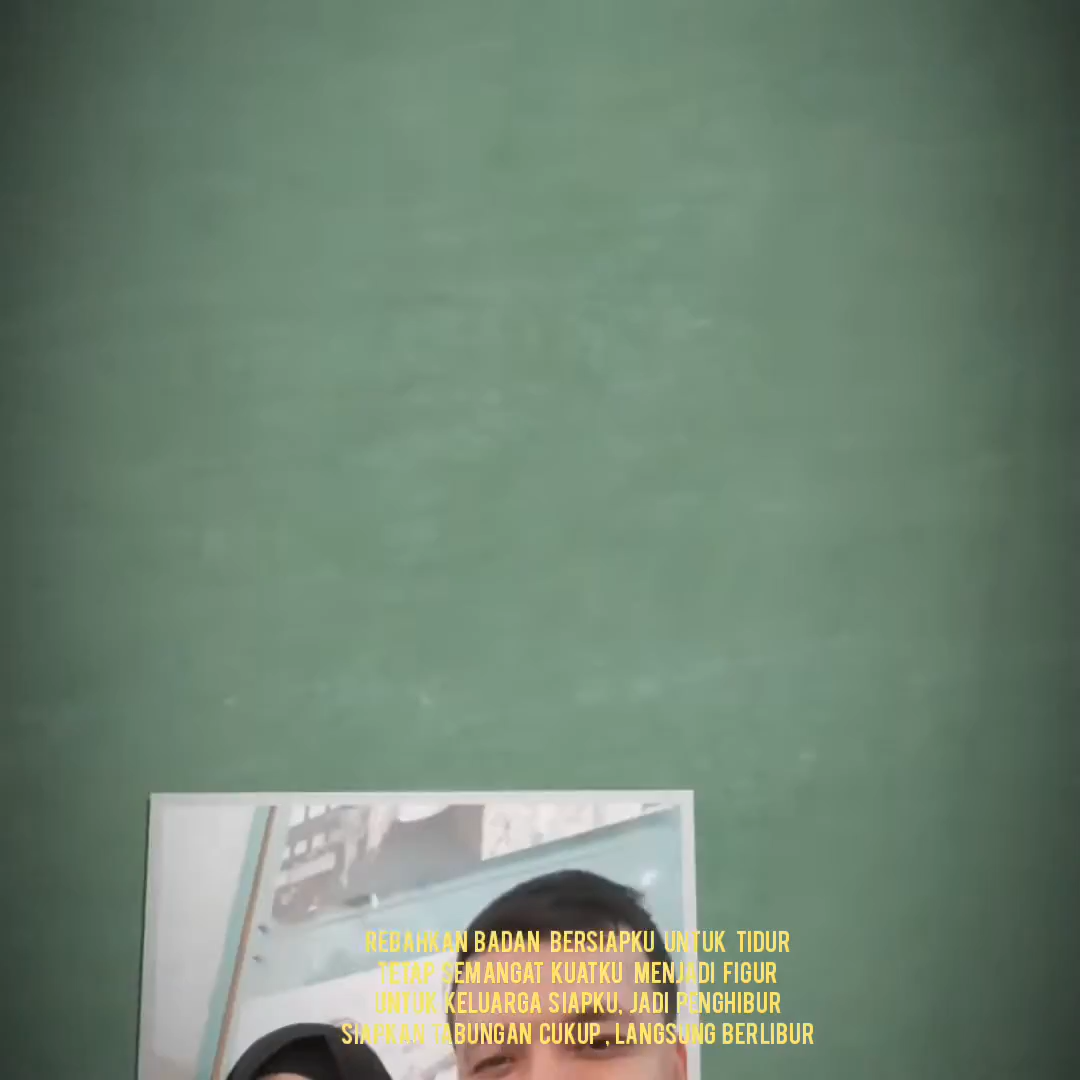 REBAHKAN BADAN BERSIAPKU UNTUK TIDUR
TETAP SEMANGAT KUATKU MENJADI FIGUR
UNTUK KELUARGA SIAPKU, JADI PENGHIBUR
SIAPKAN TABUNGAN CUKUP , LANGSUNG BERLIBUR